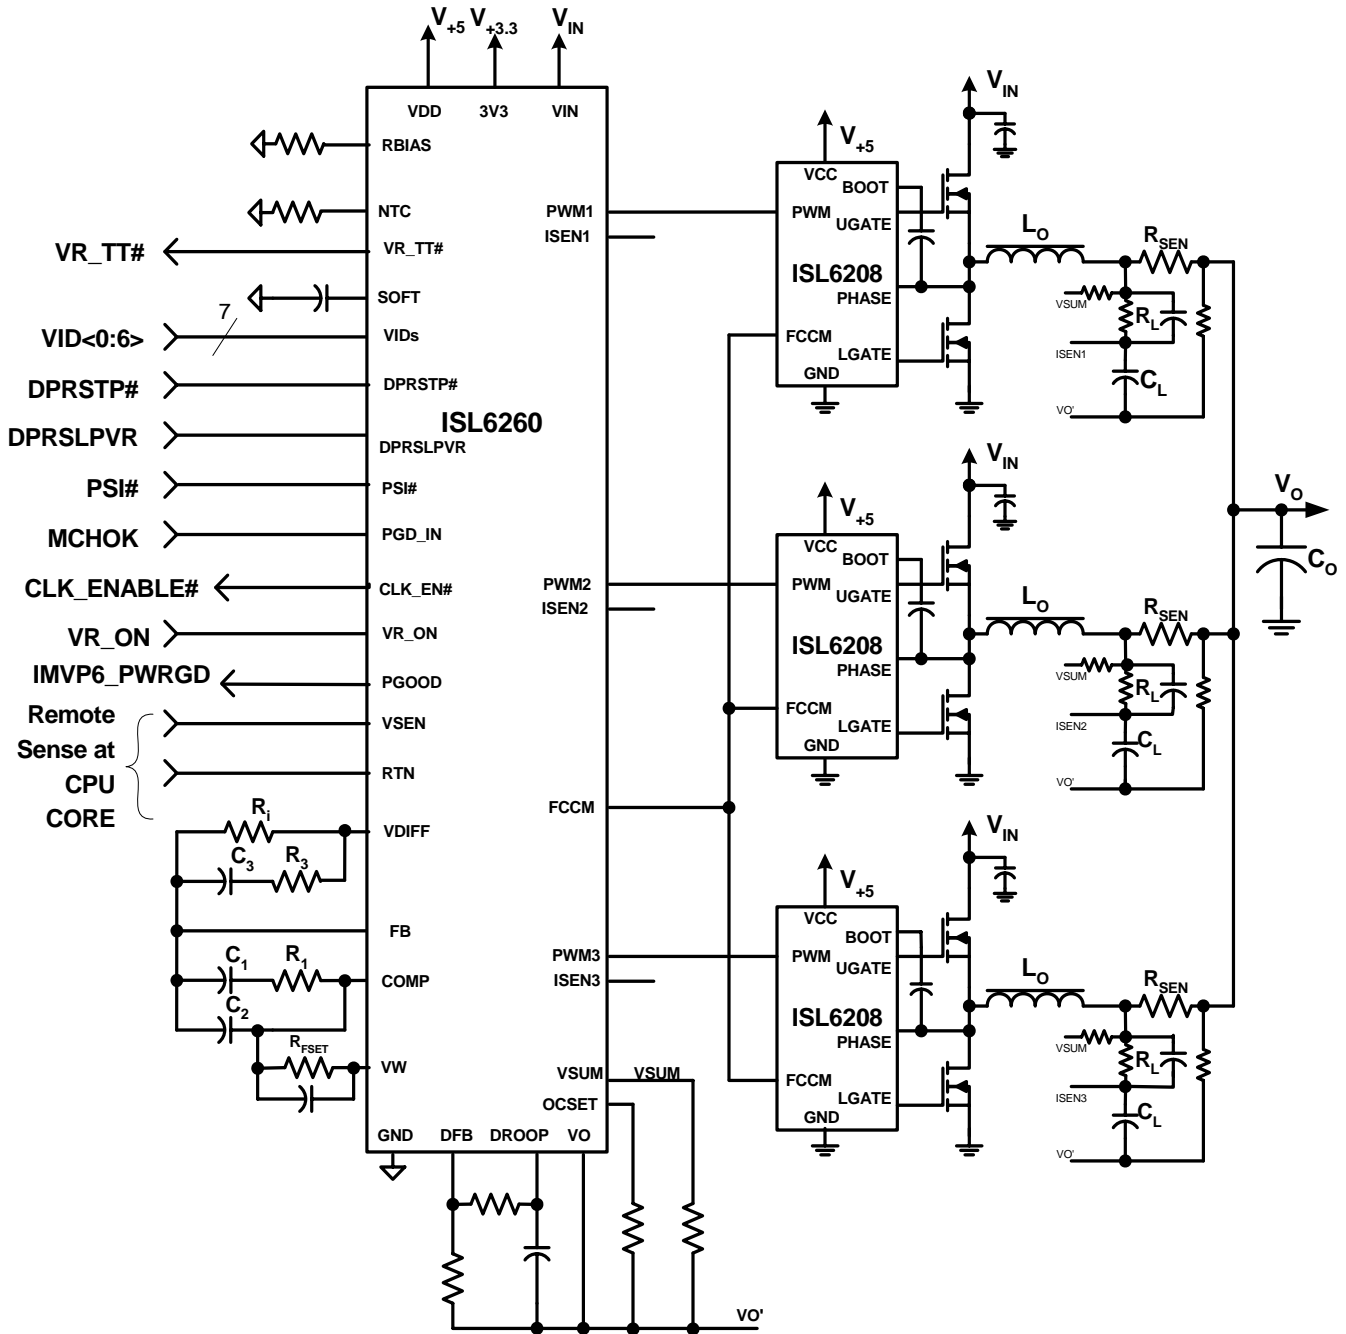 V+5
V+3.3
VIN
VDD
3V3
VIN
RBIAS
NTC
VR_TT#
VR_TT#
SOFT
7
VID<0:6>
VIDs
DPRSTP#
DPRSTP#
ISL6260
DPRSLPVR
DPRSLPVR
PSI#
PSI#
MCHOK
PGD_IN
CLK_ENABLE#
CLK_EN#
VR_ON
VR_ON
IMVP6_PWRGD
PGOOD
Remote
Sense at
CPU
CORE
VSEN
RTN
Ri
VDIFF
C3
R3
FB
C1
R1
COMP
C2
RFSET
VW
GND
DFB
DROOP
VO
PWM1
ISEN1
PWM2
ISEN2
FCCM
PWM3
ISEN3
VSUM
VSUM
OCSET
VO'
VIN
V+5
VCC
BOOT
PWM
UGATE
ISL6208
PHASE
FCCM
LGATE
GND
LO
RSEN
VSUM
RL
ISEN1
CL
VO'
VIN
V+5
VCC
BOOT
PWM
UGATE
ISL6208
PHASE
FCCM
LGATE
GND
LO
RSEN
VSUM
RL
ISEN2
CL
VO'
VO
CO
VIN
V+5
VCC
BOOT
PWM
UGATE
ISL6208
PHASE
FCCM
LGATE
GND
LO
RSEN
VSUM
RL
ISEN3
CL
VO'